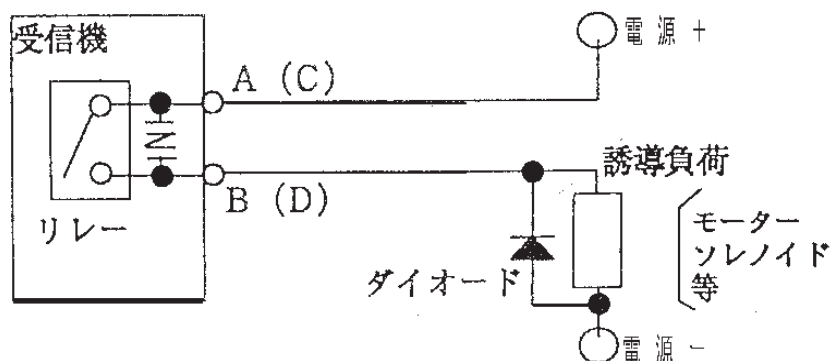 電源+
受信機
A (C)
B (D)
リレー
誘導負荷
モーター
ソレノイド
等
ダイオード
電源-